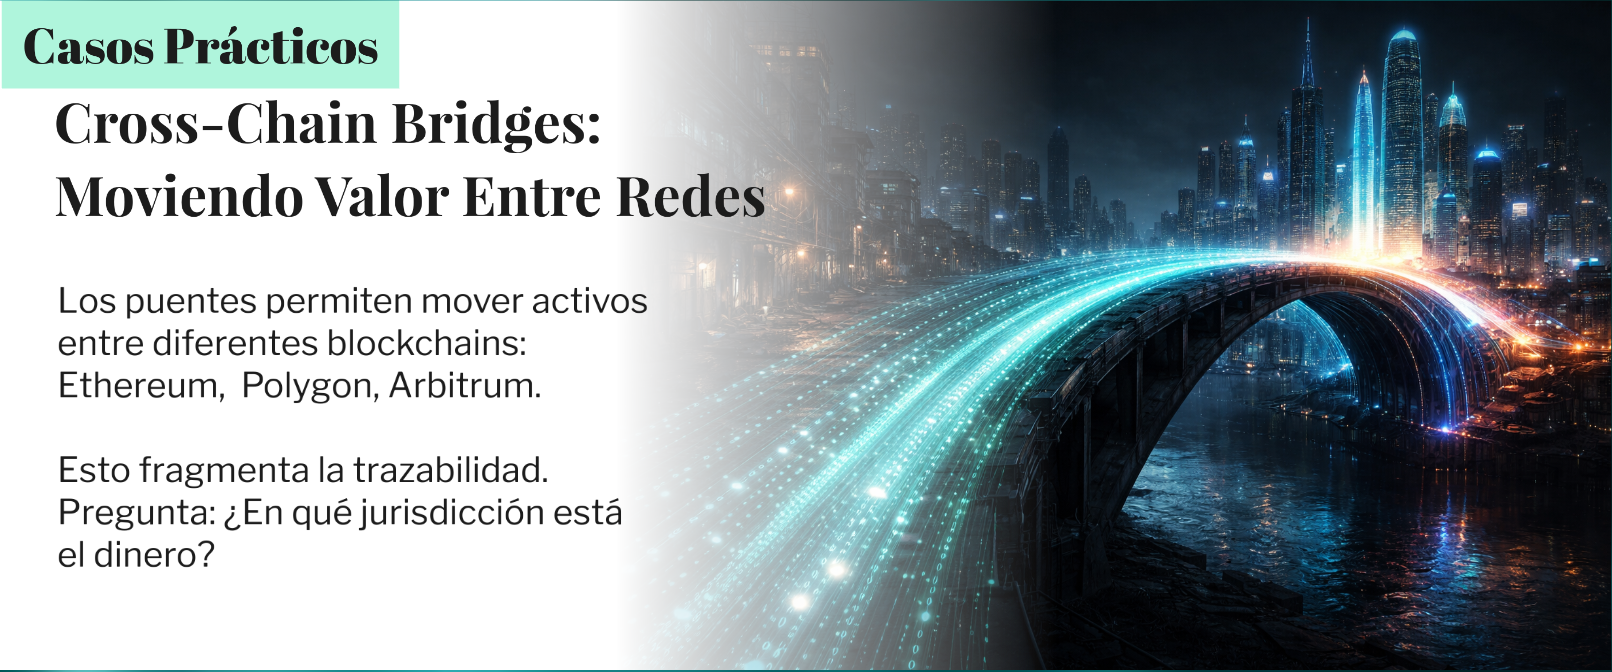 Casos Prácticos
Cross-Chain Bridges:
Moviendo Valor Entre Redes
Los puentes permiten mover activos
entre diferentes blockchains:
Ethereum,  Polygon, Arbitrum.
Esto fragmenta la trazabilidad.
Pregunta: ¿En qué jurisdicción está
el dinero?